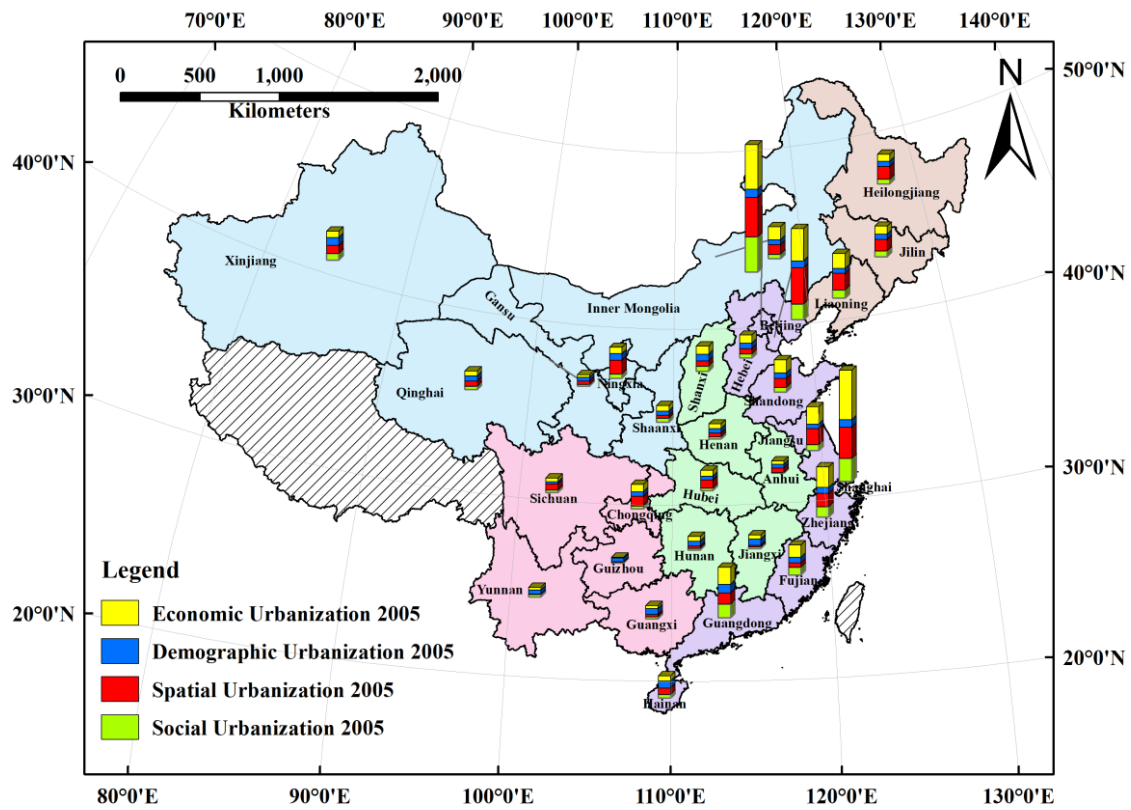 70°0'E 80°0'E 90°0'E 100°0'E 110°0'E 120°0'E 130°0'E 140°0'E
0 500 1,000 2,000
Kilometers
N
50°0'N
40°0'N
40°0'N
30°0'N
30°0'N
20°0'N
20°0'N
Heilongjiang
Jilin
Liaoning
Xinjiang
Gansu
Inner Mongolia
Beijing
Hebei
Shanxi
Ningxia
Qinghai
Shandong
Shaanxi
Henan
Jiangsu
Anhui
Shanghai
Sichuan
Hubei
Chongqing
Zhejiang
Hunan
Jiangxi
Guizhou
Fujian
Yunnan
Guangxi
Guangdong
Hainan
Legend
Economic Urbanization 2005
Demographic Urbanization 2005
Spatial Urbanization 2005
Social Urbanization 2005
80°0'E 90°0'E 100°0'E 110°0'E 120°0'E 130°0'E